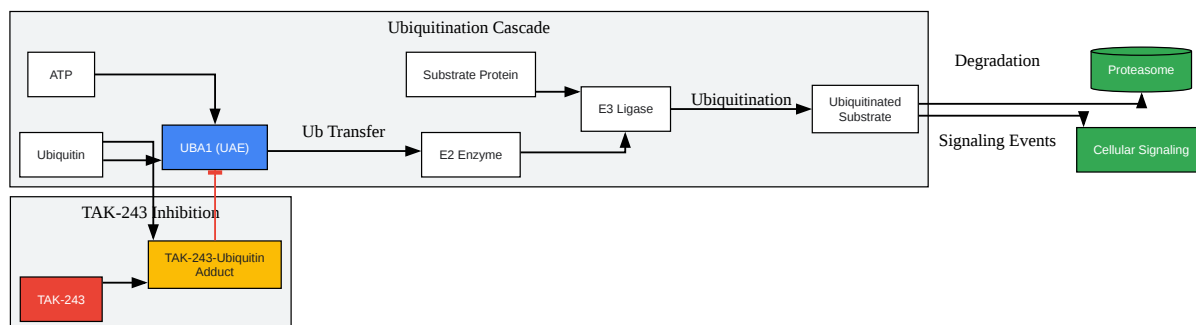 Ubiquitination Cascade
ATP
Substrate Protein
Degradation
Proteasome
E3 Ligase
Ubiquitination
Ubiquitinated
Substrate
Ubiquitin
UBA1 (UAE)
Ub Transfer
E2 Enzyme
Signaling Events
Cellular Signaling
TAK-243 Inhibition
TAK-243-Ubiquitin
Adduct
TAK-243